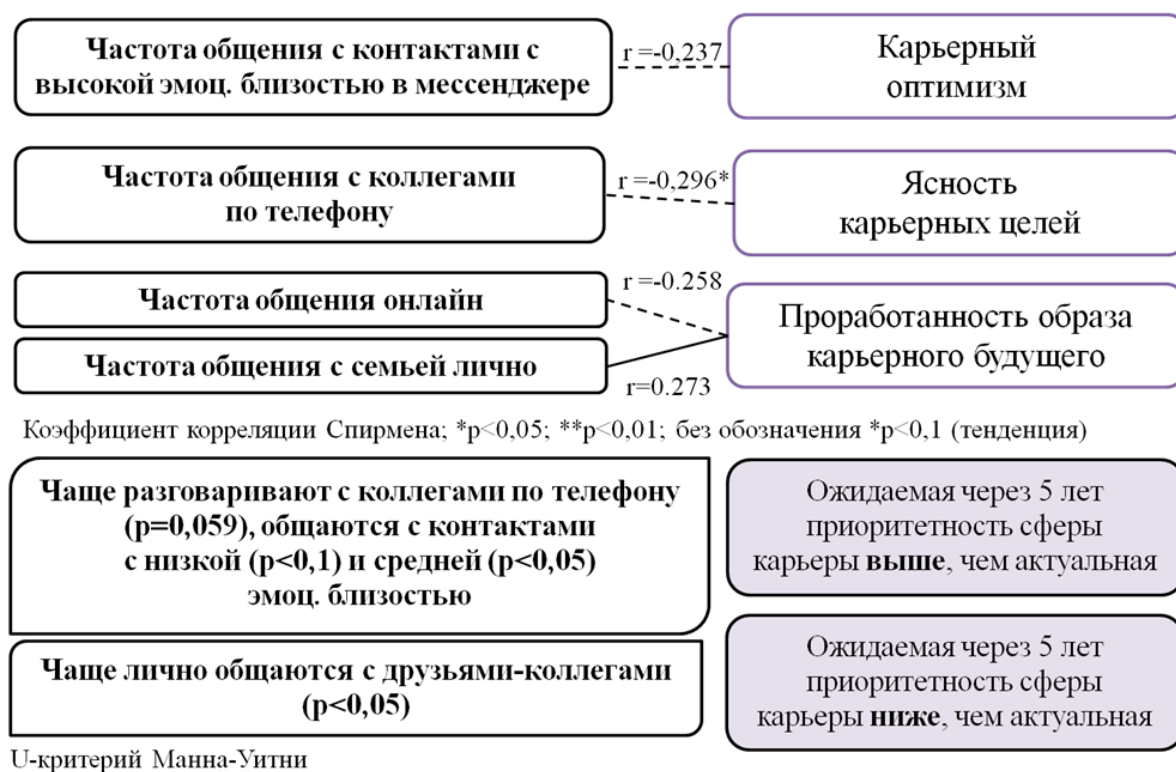 Частота общения с контактами с
высокой эмоц. близостью в мессенджере
r =-0,237
Карьерный
оптимизм
Частота общения с коллегами
по телефону
r =-0,296*
Ясность
карьерных целей
Частота общения онлайн
r =-0.258
Частота общения с семьей лично
r=0.273
Проработанность образа
карьерного будущего
Коэффициент корреляции Спирмена; *p<0,05; **p<0,01; без обозначения *p<0,1 (тенденция)
Чаще разговаривают с коллегами по телефону
(p=0,059), общаются с контактами
с низкой (p<0,1) и средней (p<0,05)
эмоц. близостью
Ожидаемая через 5 лет
приоритетность сферы
карьеры выше, чем актуальная
Чаще лично общаются с друзьями-коллегами
(p<0,05)
Ожидаемая через 5 лет
приоритетность сферы
карьеры ниже, чем актуальная
U-критерий Манна-Уитни